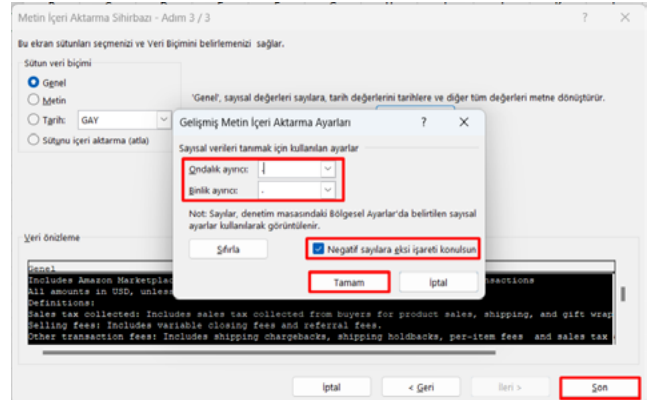 Metin İçeri Aktarma Sihirbazı - Adım 3 / 3
Bu ekran sütunları seçmenizi ve Veri Biçimini belirlemenizi sağlar.
Sütun veri biçimi
Genel
Metin
Tarih: GAY
Sütunu içeri aktarma (atla)
'Genel', sayısal değerleri sayılara, tarih değerlerini tarihlere ve diğer tüm değerleri metne dönüştürür.
Gelişmiş Metin İçeri Aktarma Ayarları
Sayısal verileri tanımak için kullanılan ayarlar
Ondalık ayırıcı: .
Binlik ayırıcı: .
Not: Sayılar, denetim masasındaki Bölgesel Ayarlar'da belirtilen sayısal
ayarlar kullanılarak görüntülenir.
Sıfırla
Negatif sayılara eksi işareti konulsun
Tamam
İptal
Veri önizleme
Genel
Includes Amazon Marketplac nsactions
All amounts in USD, unless
Definitions:
Sales tax collected: Includes sales tax collected from buyers for product sales, shipping, and gift wrap
Selling fees: Includes variable closing fees and referral fees.
Other transaction fees: Includes shipping chargebacks, shipping holdbacks, per-item fees and sales tax
İptal
< Geri
İleri >
Son